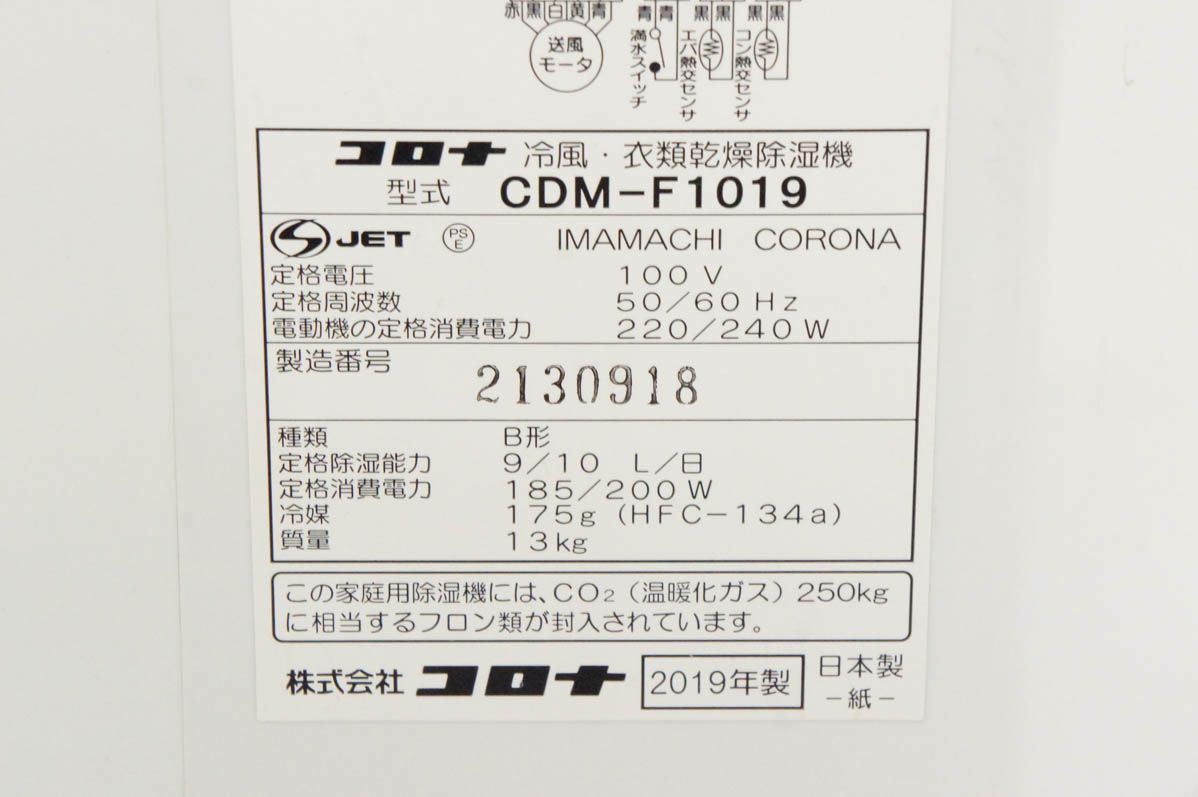 赤 黒 白 黄 青 青 青 黒 黒 黒 黒
送風
モータ
満水スイッチ
エバ熱交センサ
コン熱交センサ
コロナ 冷風・衣類乾燥除湿機
型式 CDM-F1019
JET PSE IMAMACHI CORONA
定格電圧 100 V
定格周波数 50/60 Hz
電動機の定格消費電力 220/240 W
製造番号
2130918
種類 B形
定格除湿能力 9/10 L/日
定格消費電力 185/200 W
冷媒 175g (HFC-134a)
質量 13kg
この家庭用除湿機には、CO2(温暖化ガス)250kg
に相当するフロン類が封入されています。
株式会社 コロナ 2019年製 日本製
-紙-